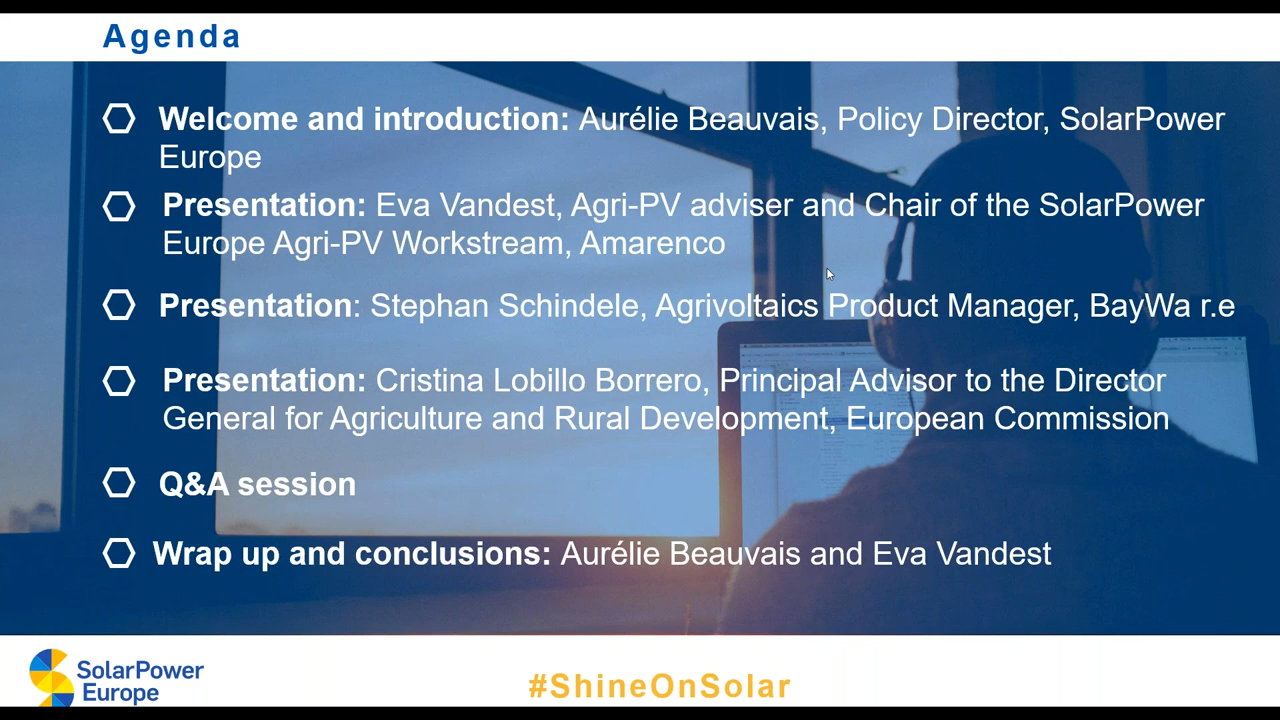 Agenda
Welcome and introduction: Aurélie Beauvais, Policy Director, SolarPower
Europe
Presentation: Eva Vandest, Agri-PV adviser and Chair of the SolarPower
Europe Agri-PV Workstream, Amarenco
Presentation: Stephan Schindele, Agrivoltaics Product Manager, BayWa r.e
Presentation: Cristina Lobillo Borrero, Principal Advisor to the Director
General for Agriculture and Rural Development, European Commission
Q&A session
Wrap up and conclusions: Aurélie Beauvais and Eva Vandest
SolarPower
Europe
#ShineOnSolar